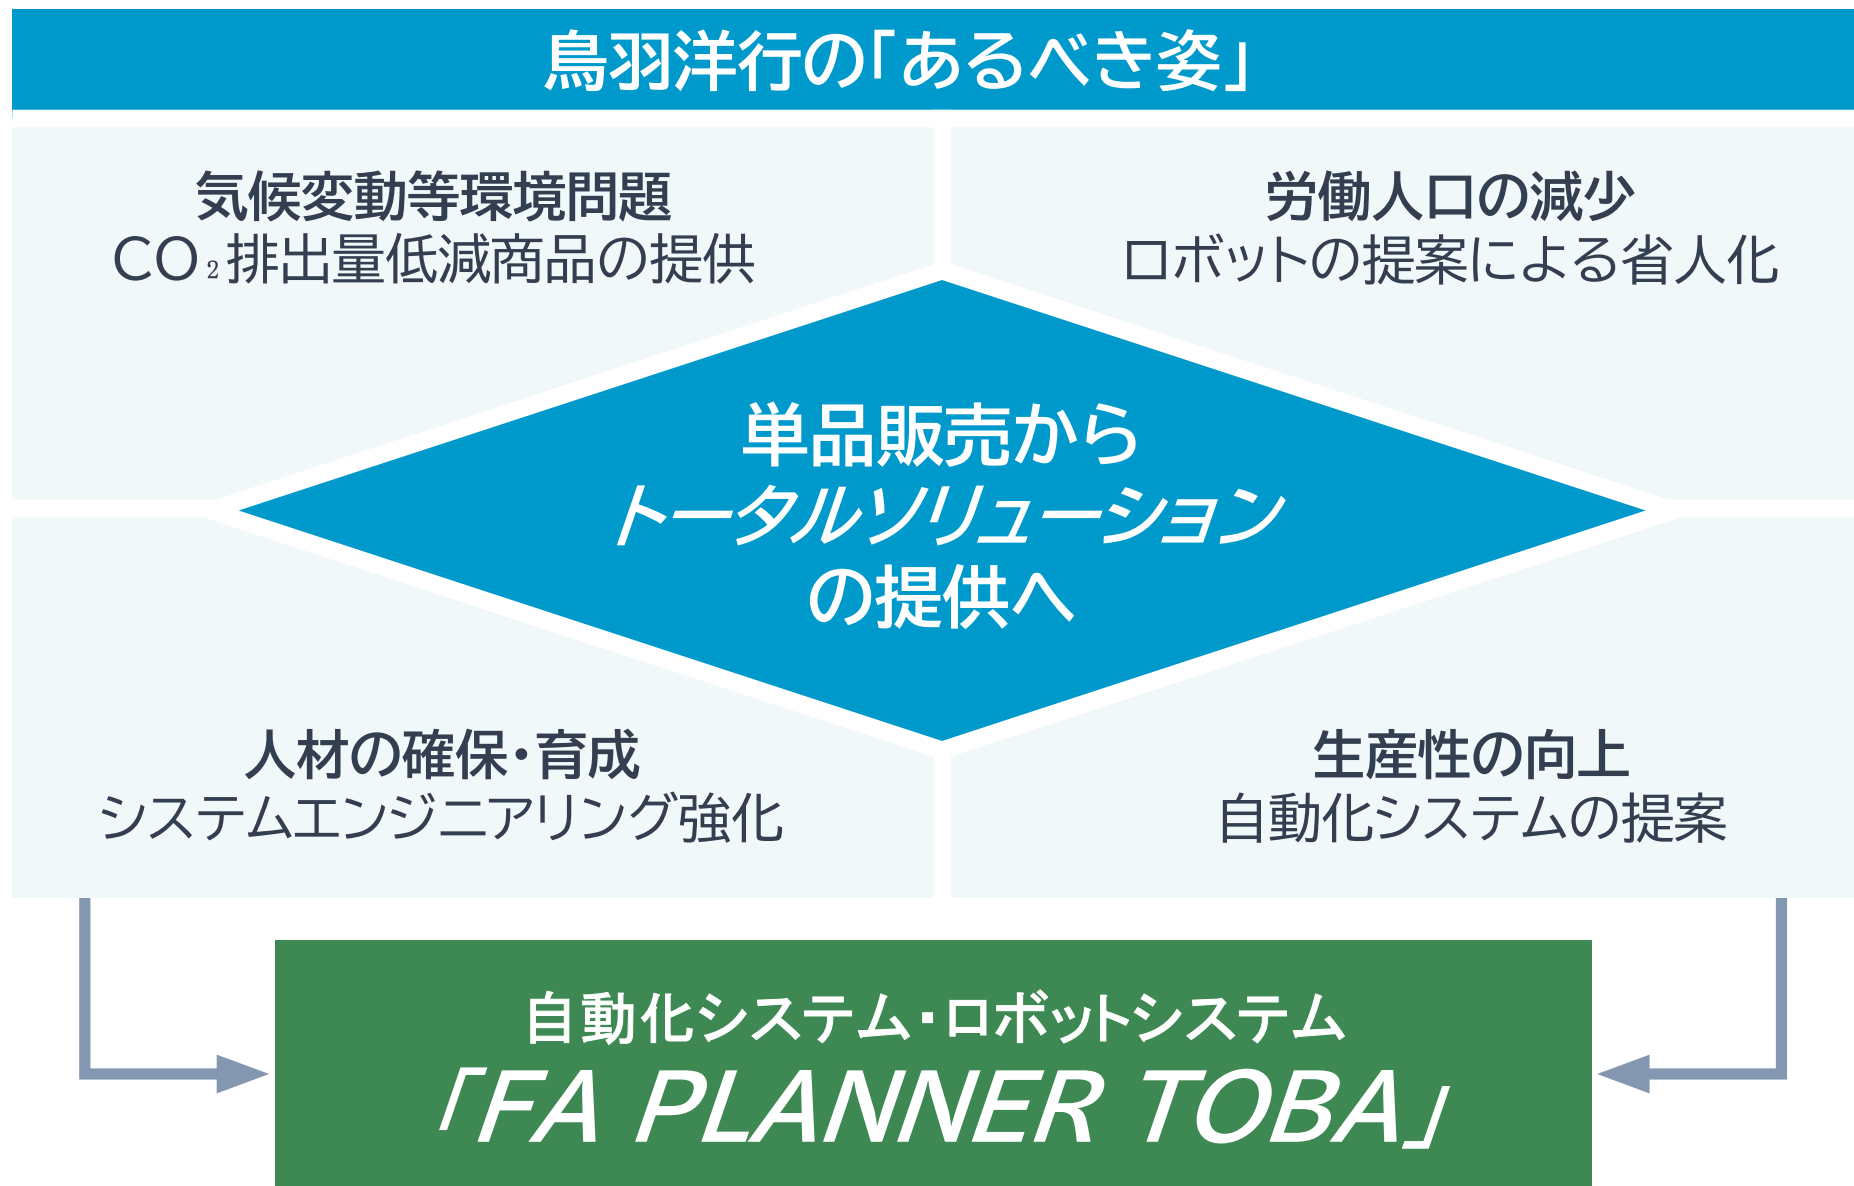 鳥羽洋行の「あるべき姿」
気候変動等環境問題
CO₂排出量低減商品の提供
労働人口の減少
ロボットの提案による省人化
単品販売から
トータルソリューション
の提供へ
人材の確保・育成
システムエンジニアリング強化
生産性の向上
自動化システムの提案
自動化システム・ロボットシステム
「FA PLANNER TOBA」